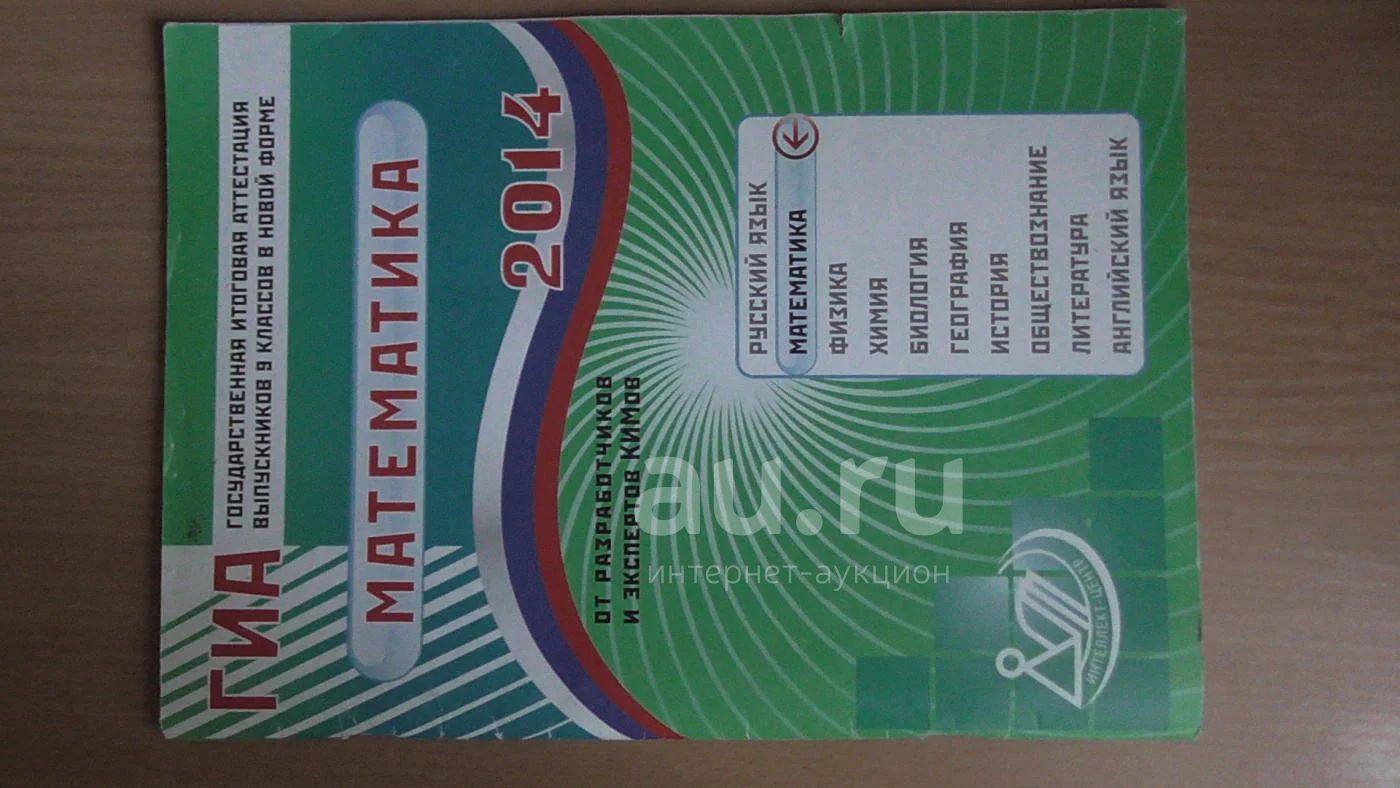 ГИА
ГОСУДАРСТВЕННАЯ ИТОГОВАЯ АТТЕСТАЦИЯ
ВЫПУСКНИКОВ 9 КЛАССОВ В НОВОЙ ФОРМЕ
МАТЕМАТИКА
2014
ОТ РАЗРАБОТЧИКОВ
И ЭКСПЕРТОВ КИМОВ
РУССКИЙ ЯЗЫК
МАТЕМАТИКА
ФИЗИКА
ХИМИЯ
БИОЛОГИЯ
ГЕОГРАФИЯ
ИСТОРИЯ
ОБЩЕСТВОЗНАНИЕ
ЛИТЕРАТУРА
АНГЛИЙСКИЙ ЯЗЫК
ИНТЕЛЛЕКТ-ЦЕНТР
au.ru
интернет-аукцион